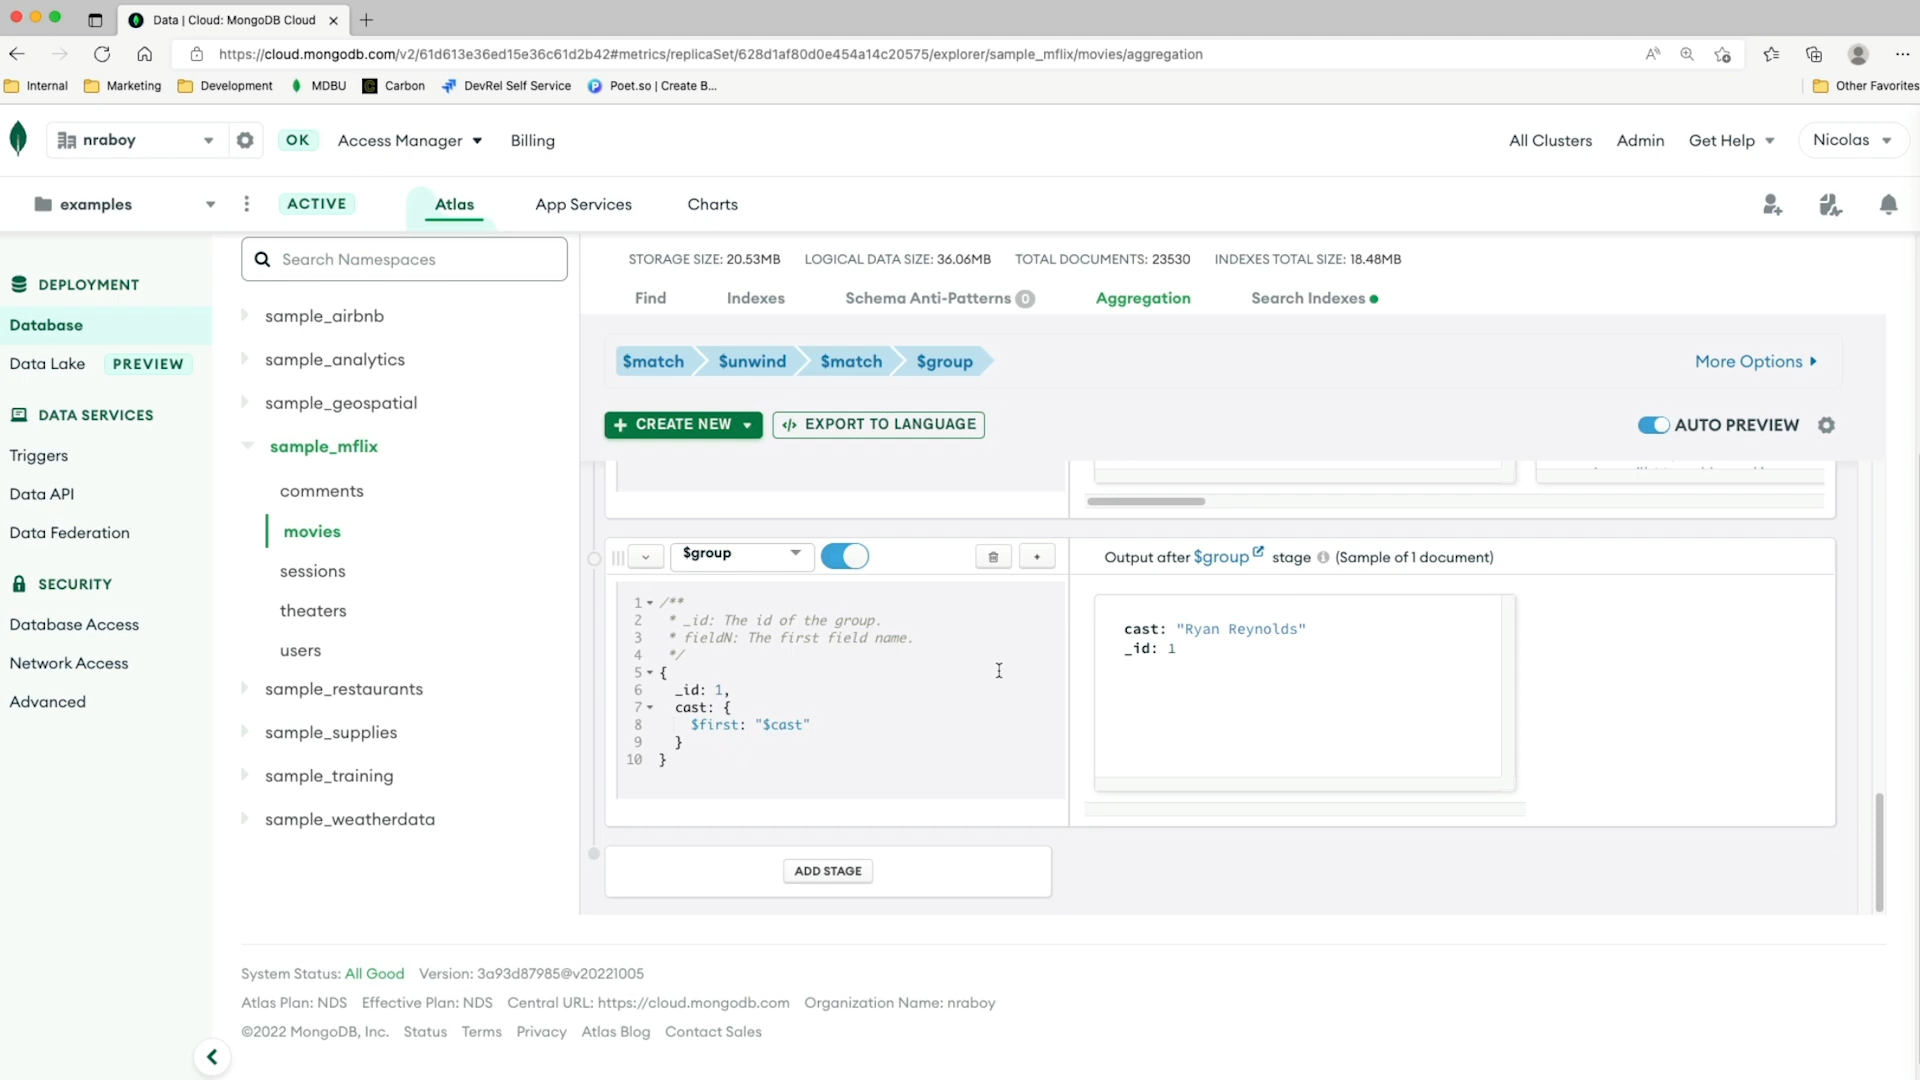 Data | Cloud: MongoDB Cloud
https://cloud.mongodb.com/v2/61d613e36ed15e36c61d2b42#metrics/replicaSet/628d1af80d0e454a14c20575/explorer/sample_mflix/movies/aggregation
Internal Marketing Development MDBU Carbon DevRel Self Service Poet.so | Create B... Other Favorites
nraboy OK Access Manager Billing All Clusters Admin Get Help Nicolas
examples ACTIVE Atlas App Services Charts
DEPLOYMENT
Database
Data Lake PREVIEW
DATA SERVICES
Triggers
Data API
Data Federation
SECURITY
Database Access
Network Access
Advanced
Search Namespaces
sample_airbnb
sample_analytics
sample_geospatial
sample_mflix
comments
movies
sessions
theaters
users
sample_restaurants
sample_supplies
sample_training
sample_weatherdata
STORAGE SIZE: 20.53MB LOGICAL DATA SIZE: 36.06MB TOTAL DOCUMENTS: 23530 INDEXES TOTAL SIZE: 18.48MB
Find Indexes Schema Anti-Patterns 0 Aggregation Search Indexes
$match $unwind $match $group More Options
+ CREATE NEW </> EXPORT TO LANGUAGE AUTO PREVIEW
$group +
1 /**
2 * _id: The id of the group.
3 * fieldN: The first field name.
4 */
5 {
6 _id: 1,
7 cast: {
8 $first: "$cast"
9 }
10 }
Output after $group stage (Sample of 1 document)
cast: "Ryan Reynolds"
_id: 1
ADD STAGE
System Status: All Good Version: 3a93d87985@v20221005
Atlas Plan: NDS Effective Plan: NDS Central URL: https://cloud.mongodb.com Organization Name: nraboy
©2022 MongoDB, Inc. Status Terms Privacy Atlas Blog Contact Sales